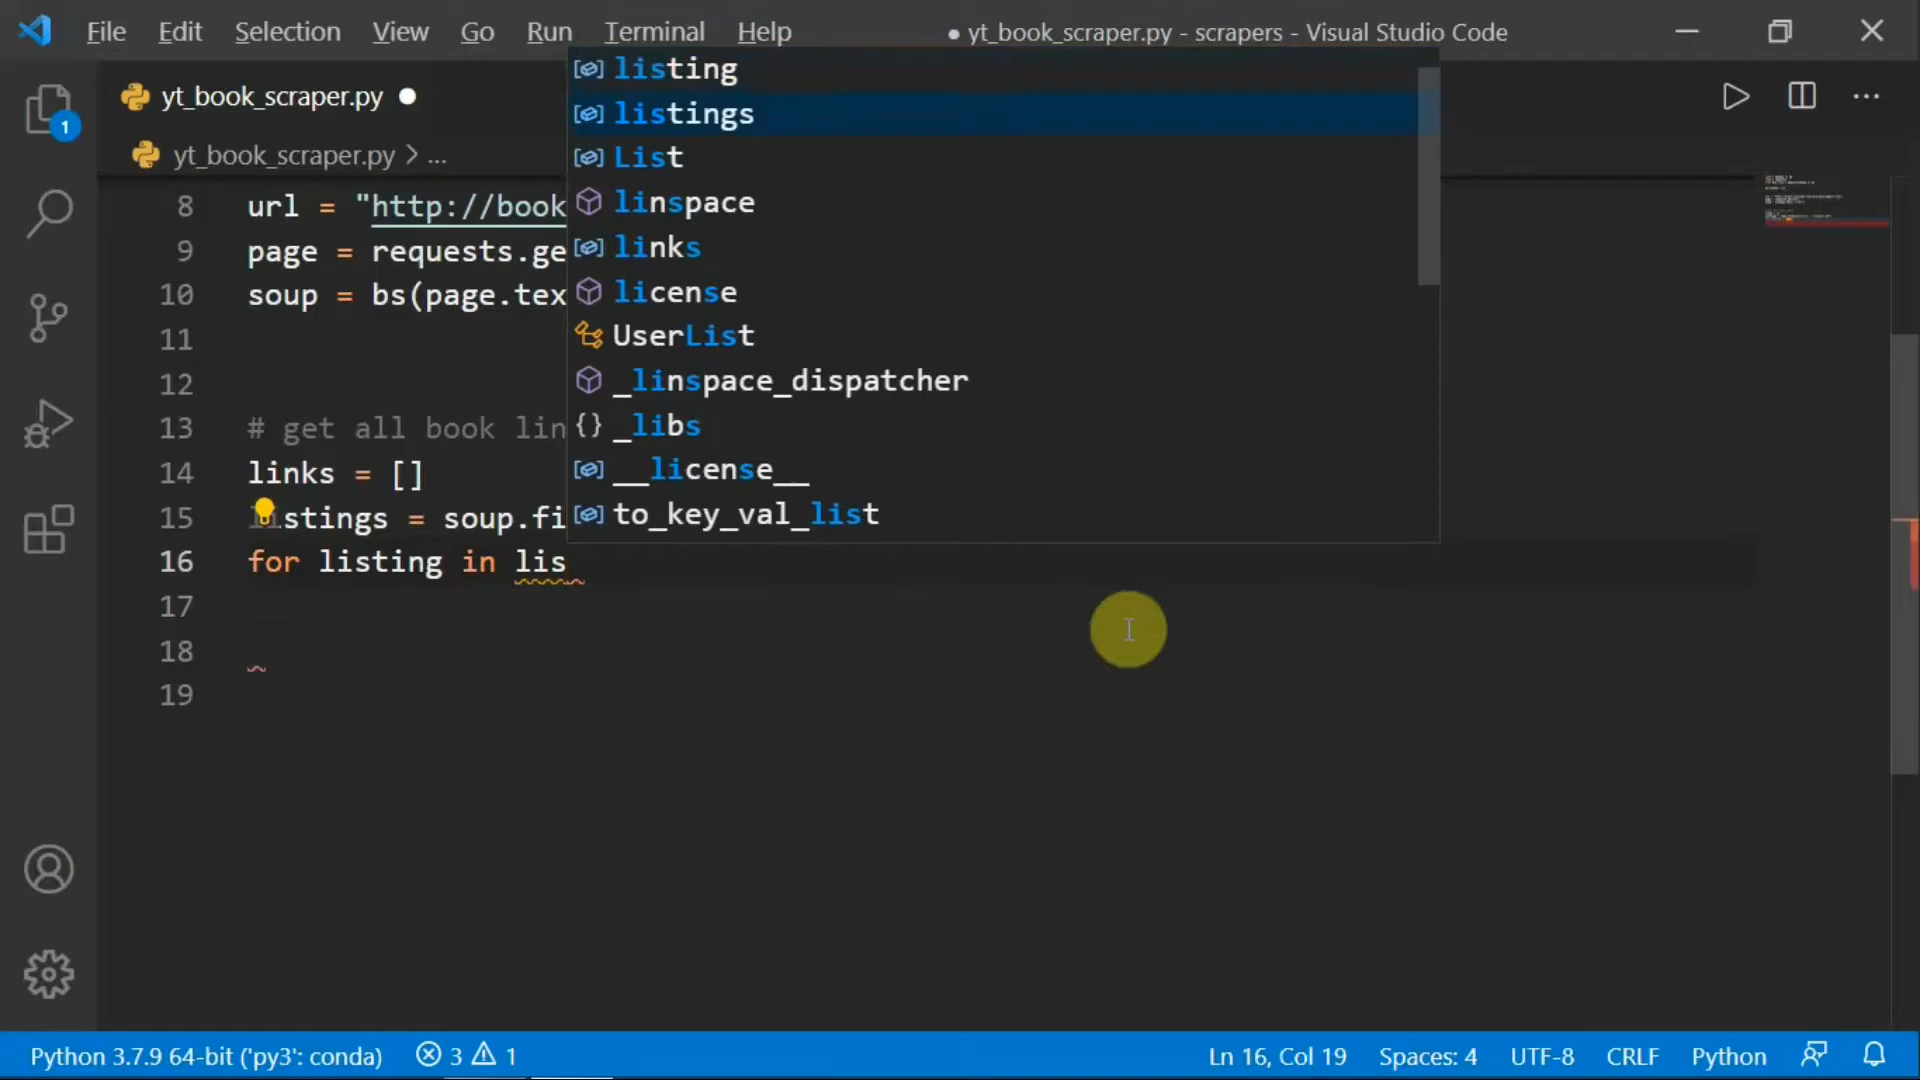 File Edit Selection View Go Run Terminal Help
● yt_book_scraper.py - scrapers - Visual Studio Code
yt_book_scraper.py ●
yt_book_scraper.py > ...
1
listing
listings
List
linspace
links
license
UserList
_linspace_dispatcher
_libs
__license__
to_key_val_list
8 url = "http://book
9 page = requests.ge
10 soup = bs(page.tex
11
12
13 # get all book lin
14 links = []
15 listings = soup.fi
16 for listing in lis
17
18
19
Python 3.7.9 64-bit ('py3': conda) 3 1 Ln 16, Col 19 Spaces: 4 UTF-8 CRLF Python